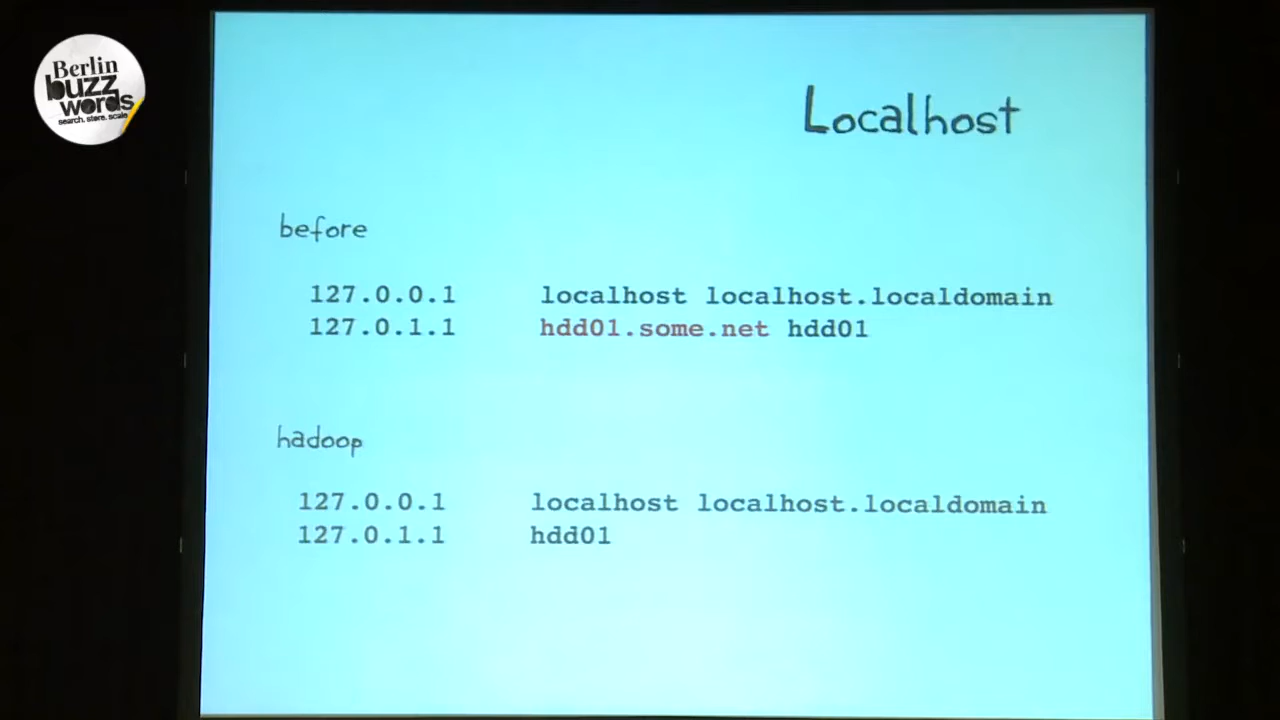 Berlin
buzz
words
search. store. scale
Localhost
before
127.0.0.1 localhost localhost.localdomain
127.0.1.1 hdd01.some.net hdd01
hadoop
127.0.0.1 localhost localhost.localdomain
127.0.1.1 hdd01